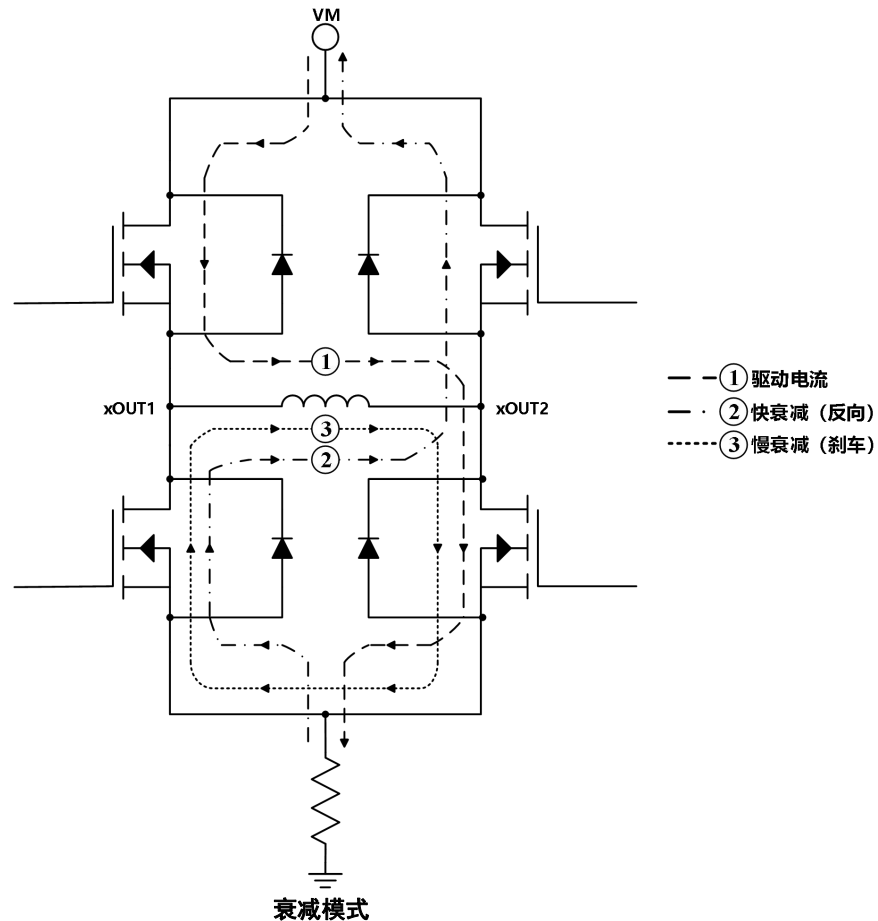 VM
①
xOUT1
xOUT2
③
②
① 驱动电流
② 快衰减（反向）
③ 慢衰减（刹车）
衰减模式